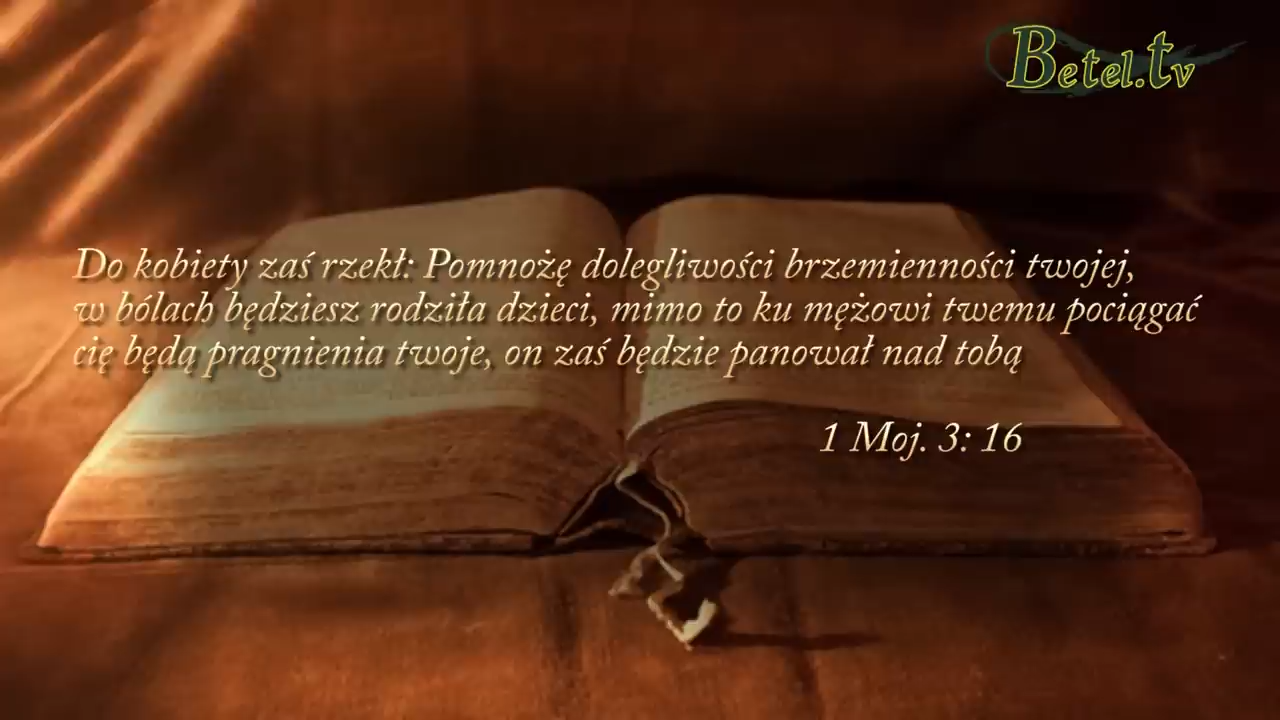 Betel.tv
Do kobiety zaś rzekł: Pomnożę dolegliwości brzemienności twojej,
w bólach będziesz rodziła dzieci, mimo to ku mężowi twemu pociągać
cię będą pragnienia twoje, on zaś będzie panował nad tobą
1 Moj. 3: 16